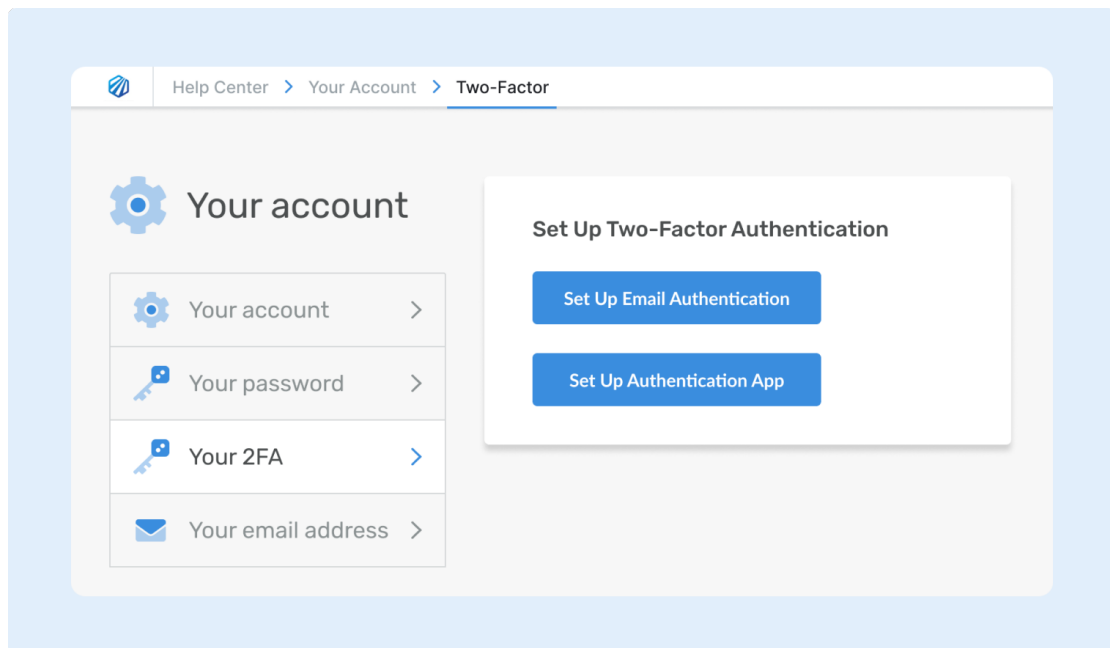 Help Center Your Account Two-Factor
Your account
Your account
Your password
Your 2FA
Your email address
Set Up Two-Factor Authentication
Set Up Email Authentication
Set Up Authentication App